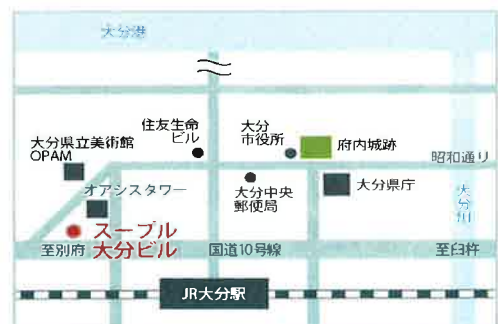 大分港
住友生命
ビル
大分
市役所
府内城跡
大分県立美術館
OPAM
昭和通り
オアシスタワー
大分中央
郵便局
大分県庁
大分川
スーブル
大分ビル
至別府
国道10号線
至臼杵
JR大分駅